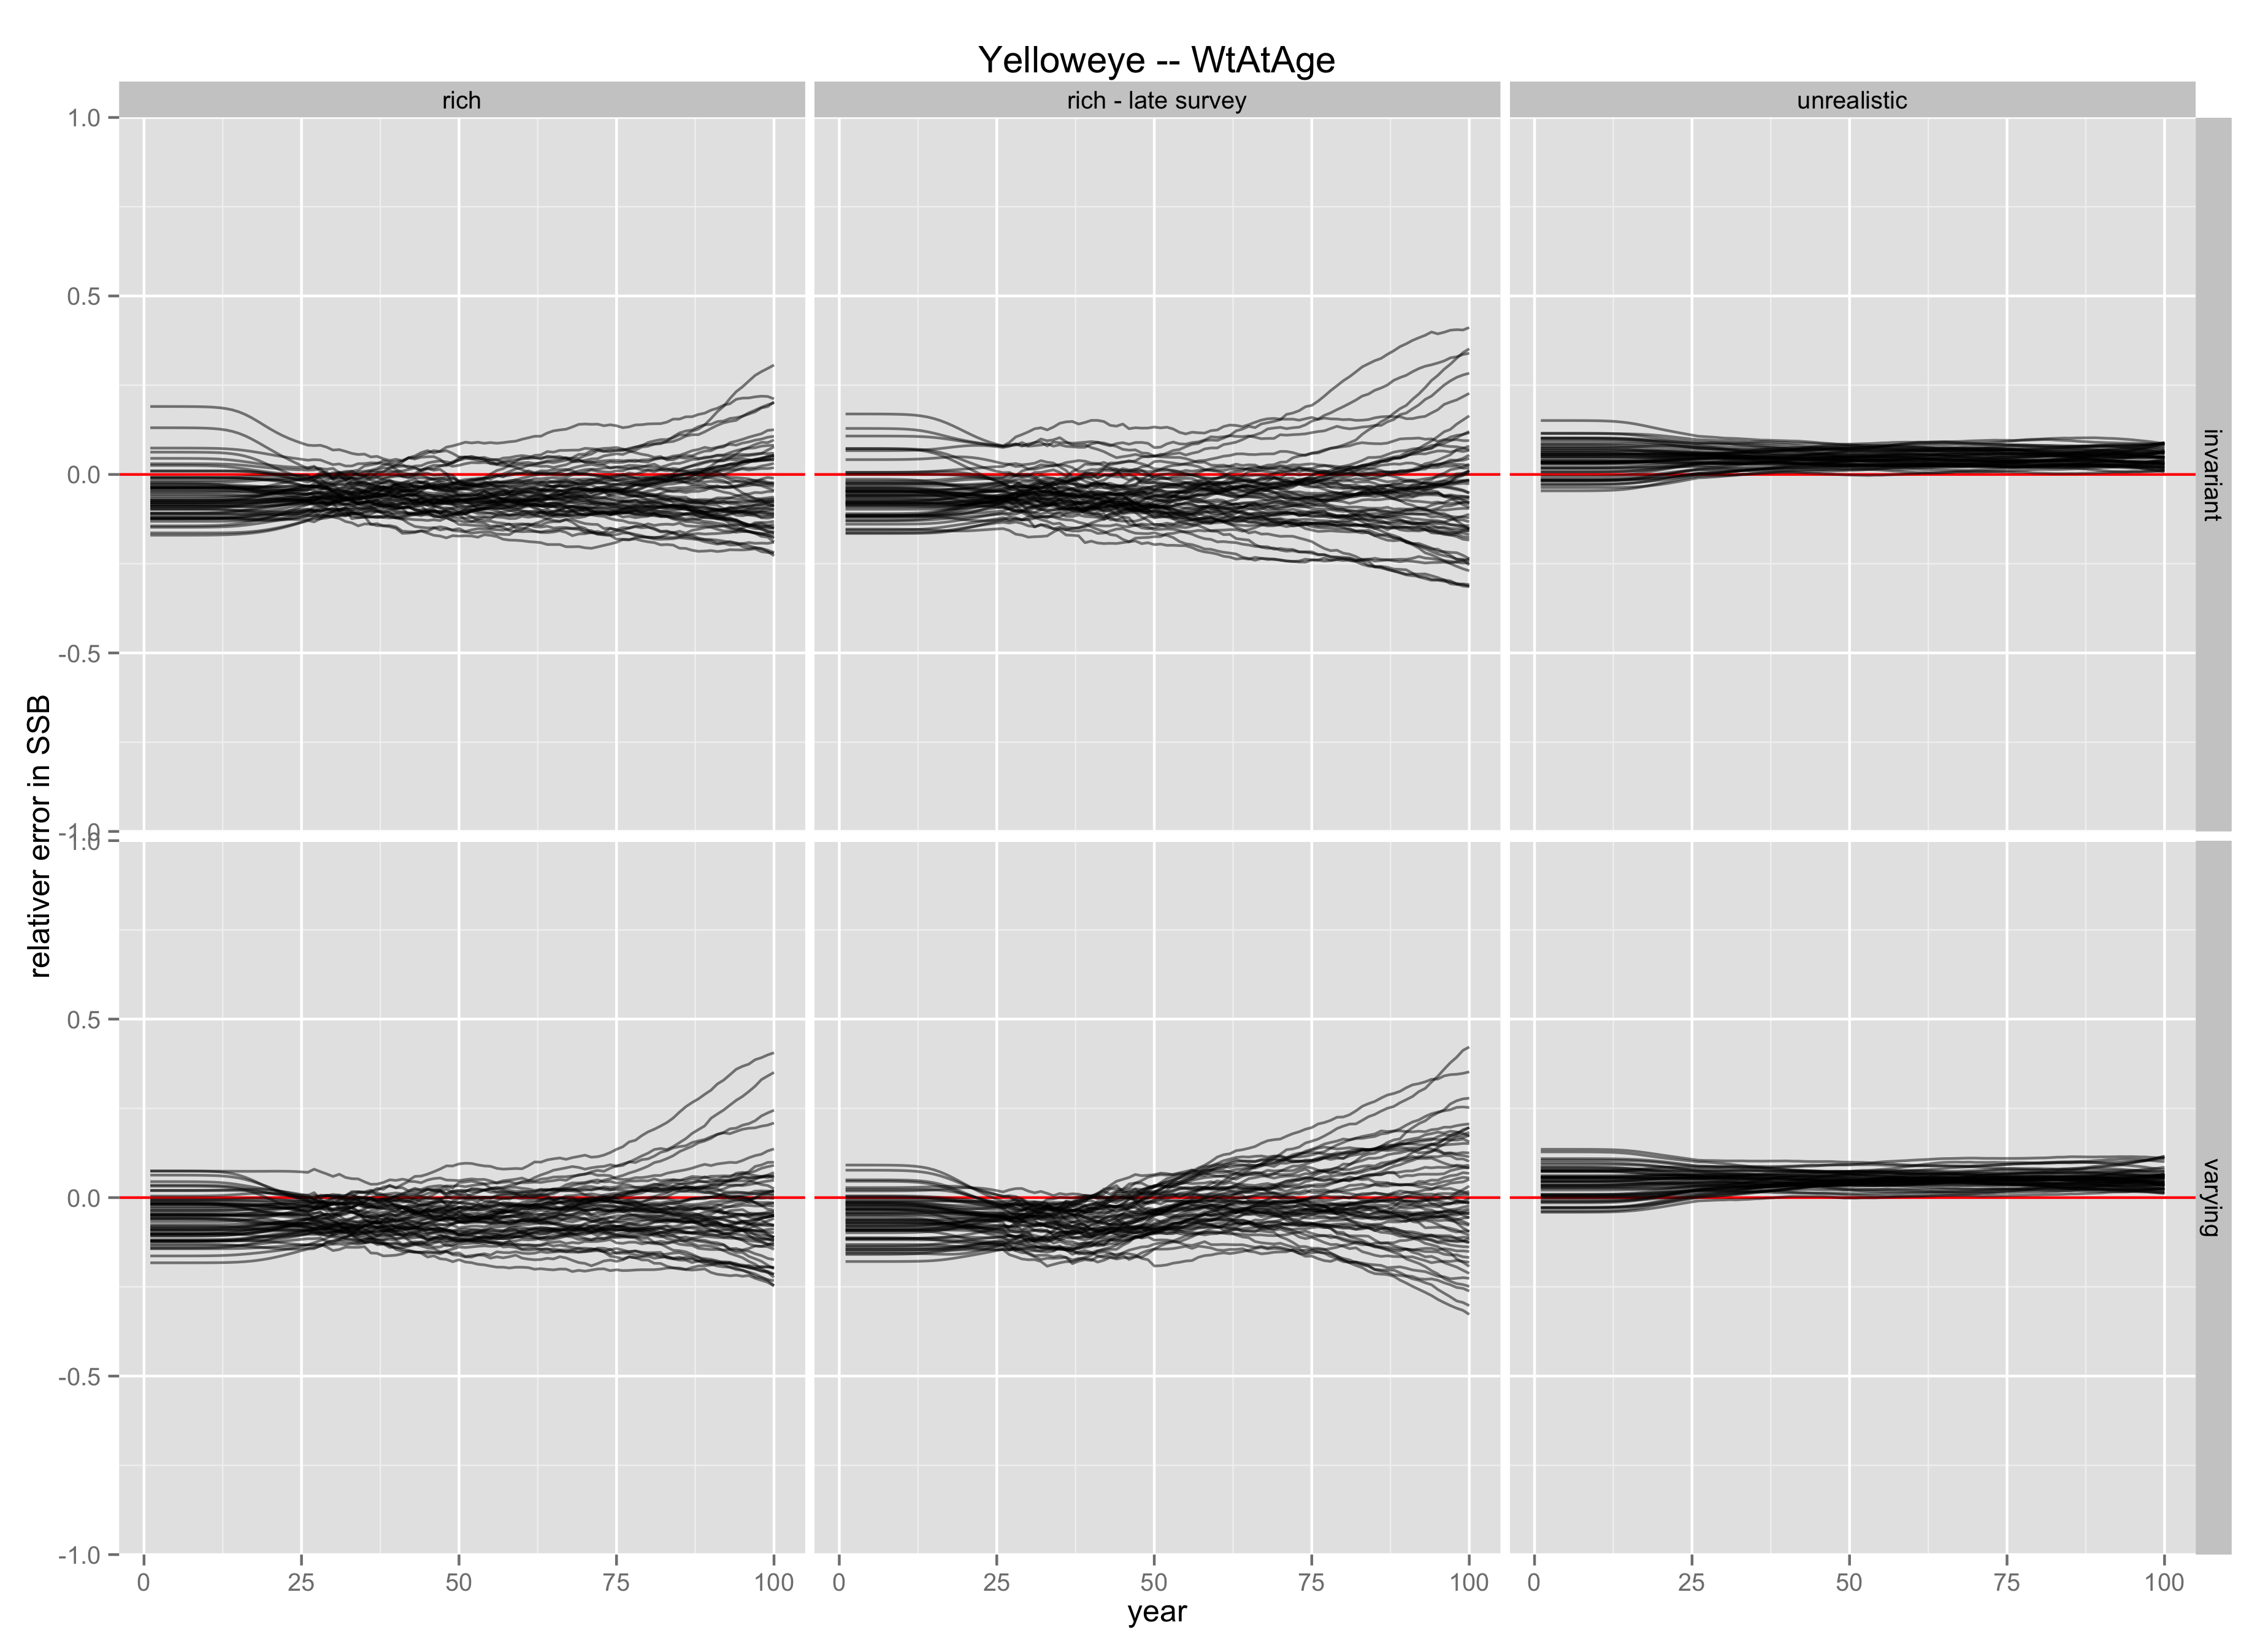 Yelloweye -- WtAtAge
rich
rich - late survey
unrealistic
1.0
0.5
0.0
-0.5
-1.0
invariant
relativer error in SSB
1.0
0.5
0.0
-0.5
-1.0
varying
0 25 50 75 100
0 25 50 75 100
0 25 50 75 100
year